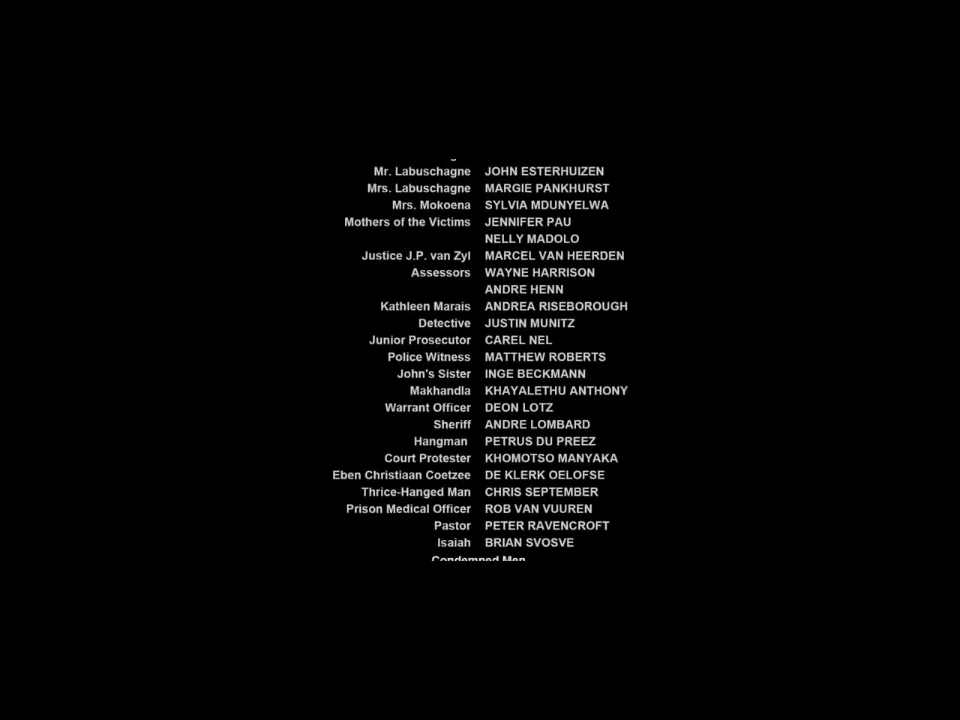 Mr. Labuschagne JOHN ESTERHUIZEN
Mrs. Labuschagne MARGIE PANKHURST
Mrs. Mokoena SYLVIA MDUNYELWA
Mothers of the Victims JENNIFER PAU
NELLY MADOLO
Justice J.P. van Zyl MARCEL VAN HEERDEN
Assessors WAYNE HARRISON
ANDRE HENN
Kathleen Marais ANDREA RISEBOROUGH
Detective JUSTIN MUNITZ
Junior Prosecutor CAREL NEL
Police Witness MATTHEW ROBERTS
John's Sister INGE BECKMANN
Makhandla KHAYALETHU ANTHONY
Warrant Officer DEON LOTZ
Sheriff ANDRE LOMBARD
Hangman PETRUS DU PREEZ
Court Protester KHOMOTSO MANYAKA
Eben Christiaan Coetzee DE KLERK OELOFSE
Thrice-Hanged Man CHRIS SEPTEMBER
Prison Medical Officer ROB VAN VUUREN
Pastor PETER RAVENCROFT
Isaiah BRIAN SVOSVE
Condemned Men